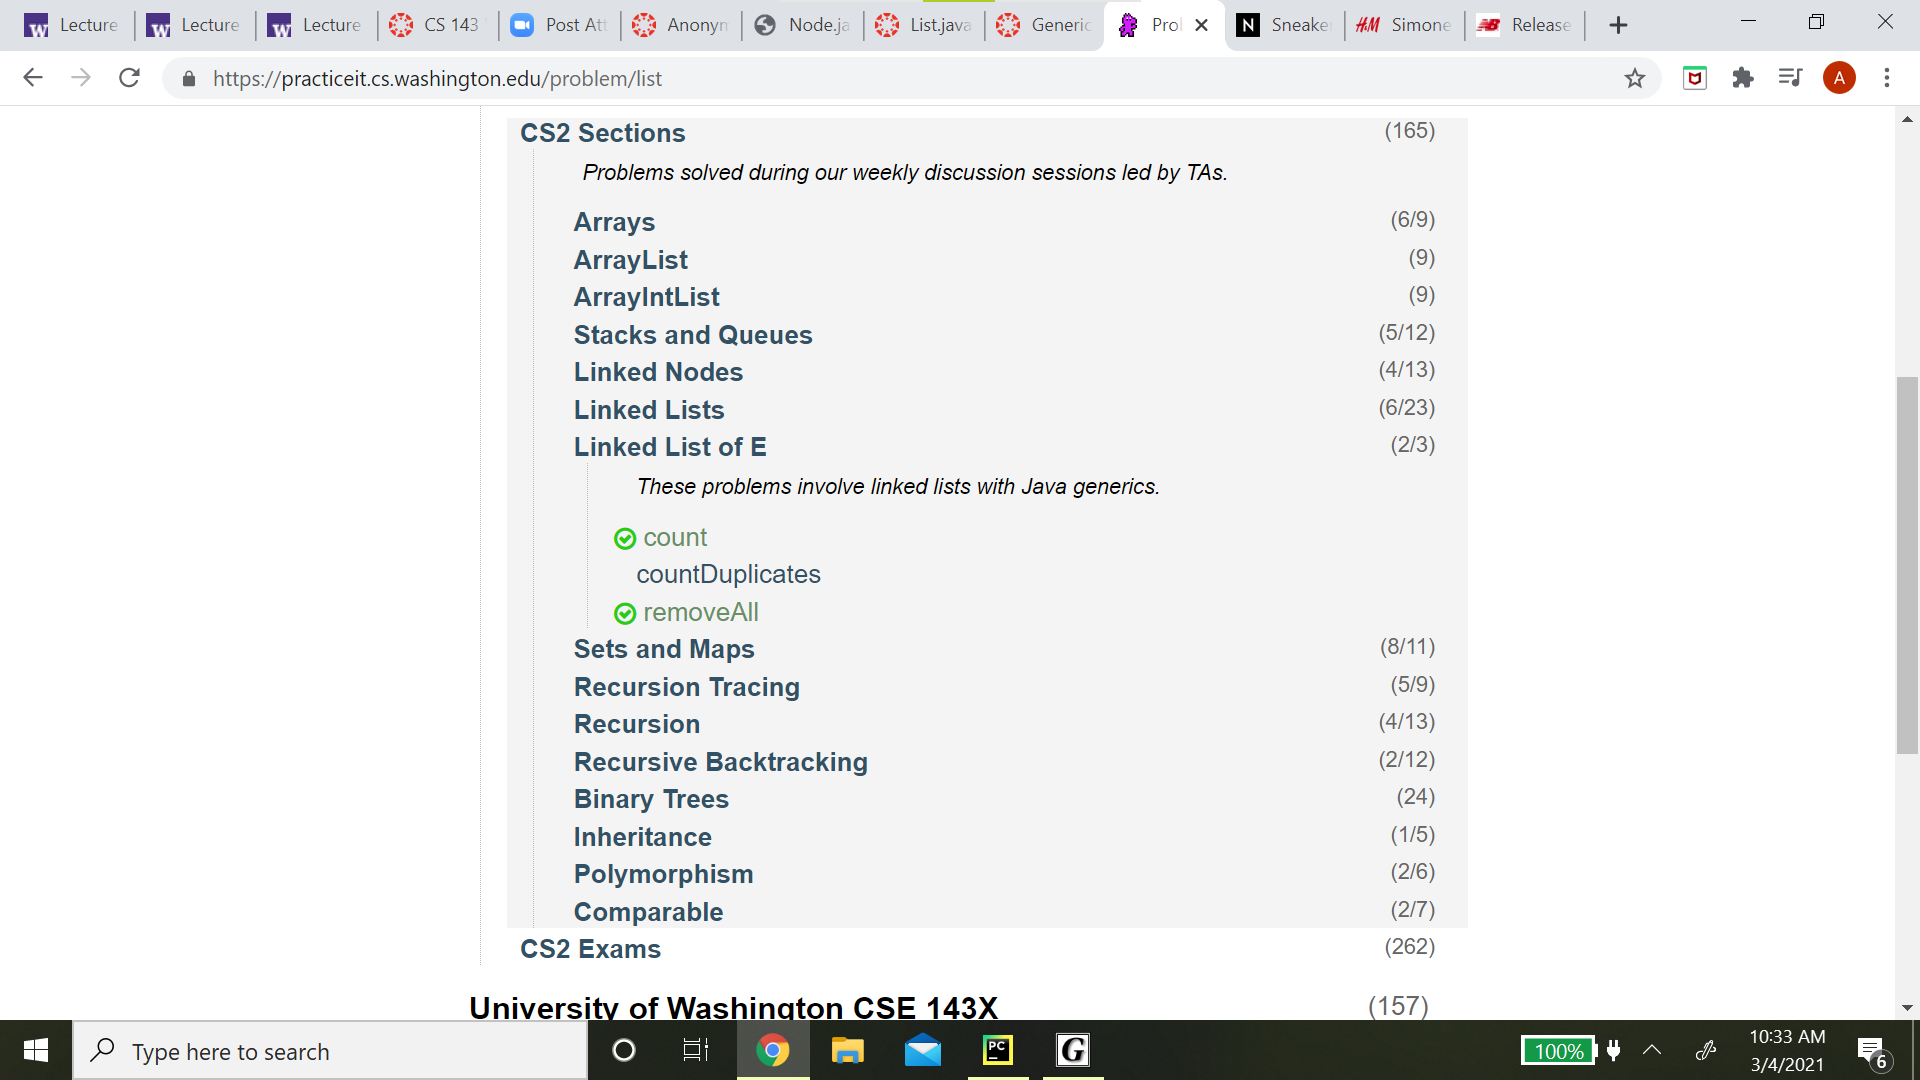 Lecture
Lecture
Lecture
CS 143
Post Att
Anonym
Node.ja
List.java
Generic
Pro
N Sneaker
H&M Simone
NB Release
https://practiceit.cs.washington.edu/problem/list
A
CS2 Sections (165)
Problems solved during our weekly discussion sessions led by TAs.
Arrays (6/9)
ArrayList (9)
ArrayIntList (9)
Stacks and Queues (5/12)
Linked Nodes (4/13)
Linked Lists (6/23)
Linked List of E (2/3)
These problems involve linked lists with Java generics.
count
countDuplicates
removeAll
Sets and Maps (8/11)
Recursion Tracing (5/9)
Recursion (4/13)
Recursive Backtracking (2/12)
Binary Trees (24)
Inheritance (1/5)
Polymorphism (2/6)
Comparable (2/7)
CS2 Exams (262)
University of Washington CSE 143X (157)
Type here to search
PC
G
100%
10:33 AM
3/4/2021
6